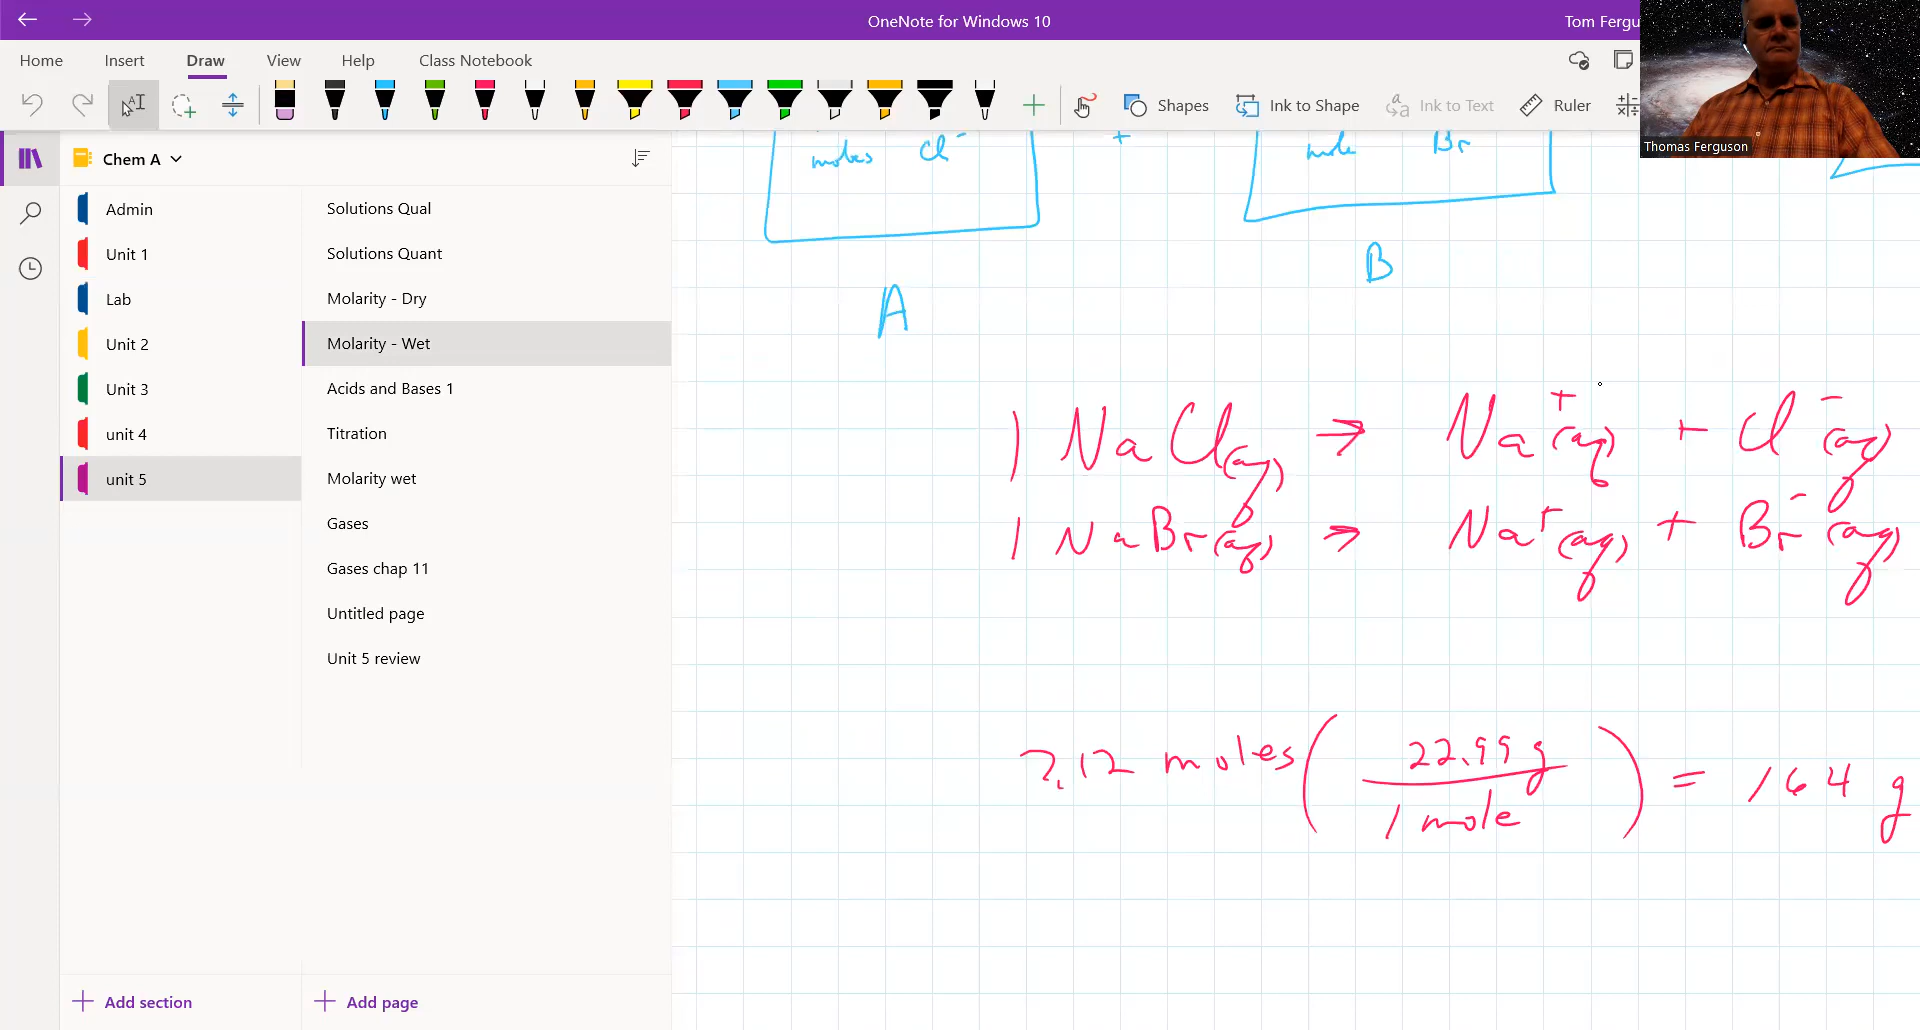 OneNote for Windows 10
Tom Fergu
Home Insert Draw View Help Class Notebook
Shapes Ink to Shape Ink to Text Ruler
Thomas Ferguson
Chem A
Admin
Unit 1
Lab
Unit 2
Unit 3
unit 4
unit 5
Add section
Solutions Qual
Solutions Quant
Molarity - Dry
Molarity - Wet
Acids and Bases 1
Titration
Molarity wet
Gases
Gases chap 11
Untitled page
Unit 5 review
Add page
moles Cl⁻ + mole Br
A
B
1 NaCl(aq) → Na⁺(aq) + Cl⁻(aq)
1 NaBr(aq) → Na⁺(aq) + Br⁻(aq)
22.99 g
7.12 moles ( ) = 164 g
1 mole